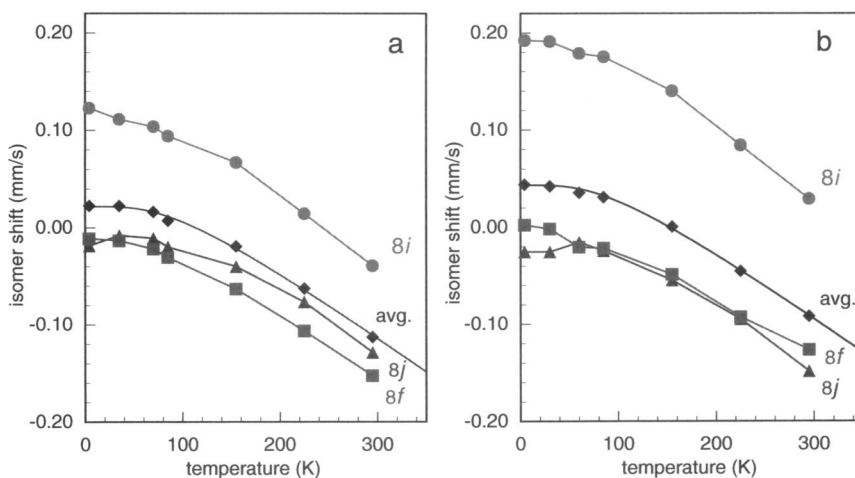 a
0.20
0.10
0.00
-0.10
-0.20
isomer shift (mm/s)
8i
avg.
8j
8f
0
100
200
300
temperature (K)
b
0.20
0.10
0.00
-0.10
-0.20
isomer shift (mm/s)
8i
avg.
8f
8j
0
100
200
300
temperature (K)